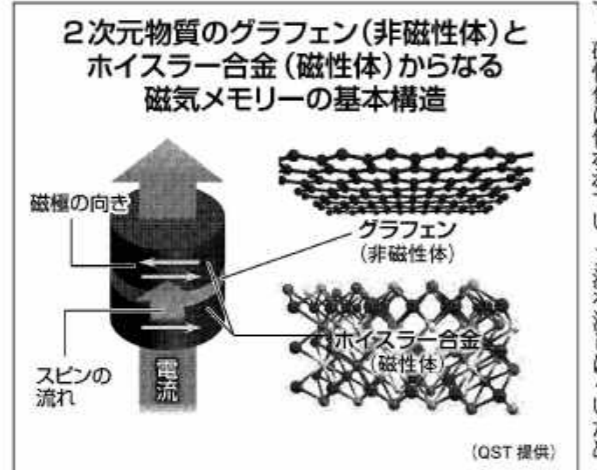 2次元物質のグラフェン(非磁性体)と
ホイスラー合金(磁性体)からなる
磁気メモリーの基本構造
磁極の向き
グラフェン
(非磁性体)
ホイスラー合金
(磁性体)
スピンの
流れ
電流
(QST 提供)